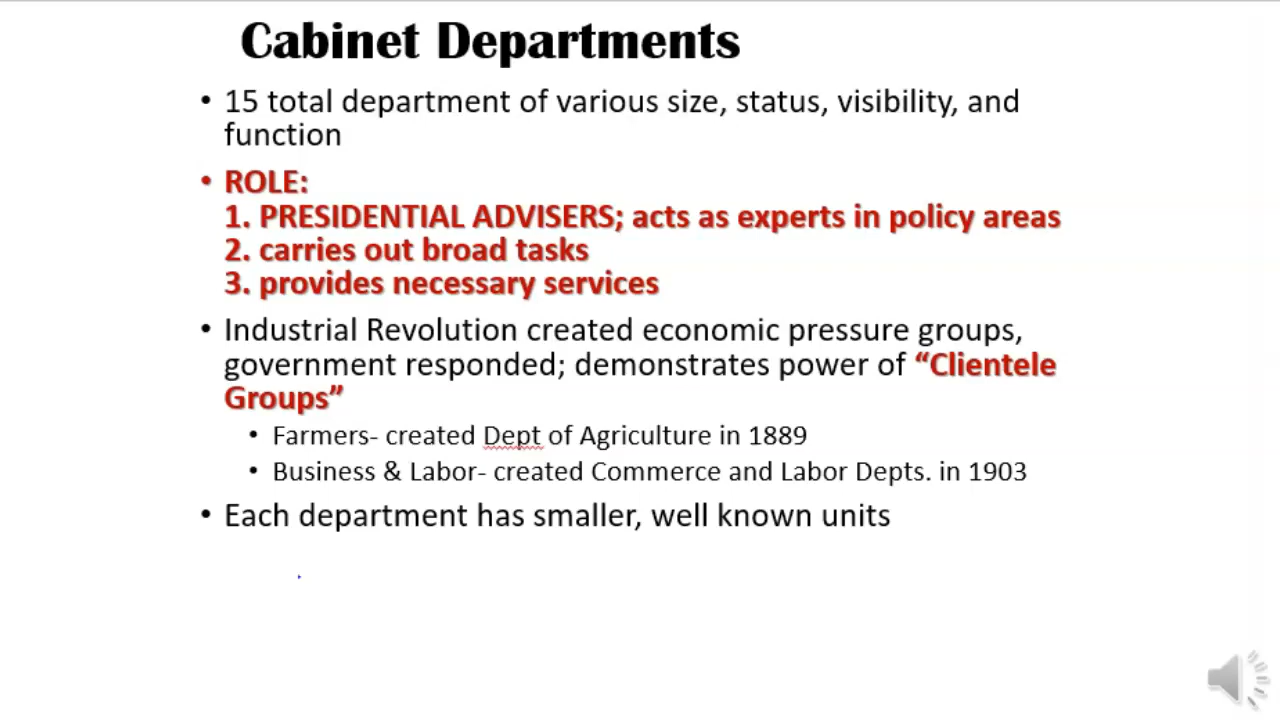 Cabinet Departments
• 15 total department of various size, status, visibility, and
function
• ROLE:
1. PRESIDENTIAL ADVISERS; acts as experts in policy areas
2. carries out broad tasks
3. provides necessary services
• Industrial Revolution created economic pressure groups,
government responded; demonstrates power of “Clientele
Groups”
• Farmers- created Dept of Agriculture in 1889
• Business & Labor- created Commerce and Labor Depts. in 1903
• Each department has smaller, well known units